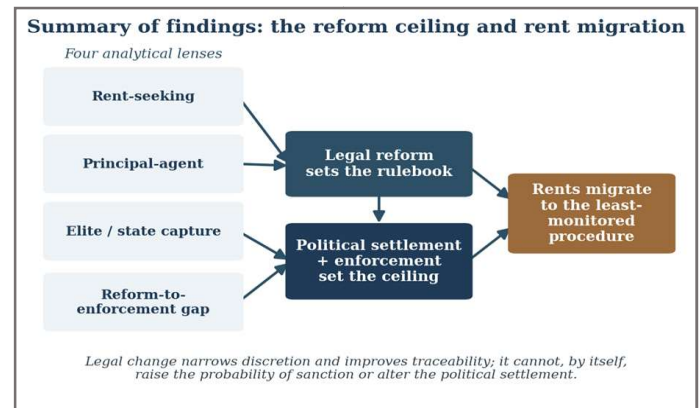 Summary of findings: the reform ceiling and rent migration
Four analytical lenses
Rent-seeking
Principal-agent
Elite / state capture
Reform-to-
enforcement gap
Legal reform
sets the rulebook
Political settlement
+ enforcement
set the ceiling
Rents migrate
to the least-
monitored
procedure
Legal change narrows discretion and improves traceability; it cannot, by itself,
raise the probability of sanction or alter the political settlement.